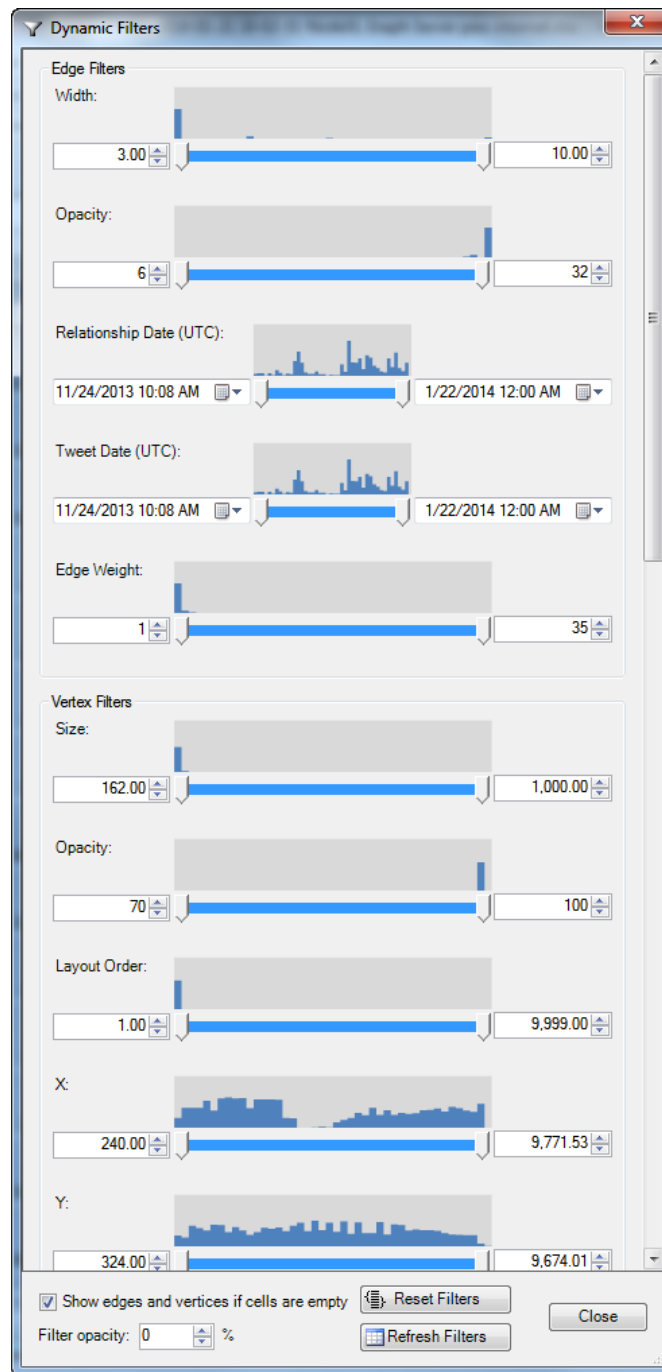 Dynamic Filters
Edge Filters
Width:
3.00
10.00
Opacity:
6
32
Relationship Date (UTC):
11/24/2013 10:08 AM
1/22/2014 12:00 AM
Tweet Date (UTC):
11/24/2013 10:08 AM
1/22/2014 12:00 AM
Edge Weight:
1
35
Vertex Filters
Size:
162.00
1,000.00
Opacity:
70
100
Layout Order:
1.00
9,999.00
X:
240.00
9,771.53
Y:
324.00
9,674.01
Show edges and vertices if cells are empty
Reset Filters
Close
Filter opacity: 0 %
Refresh Filters